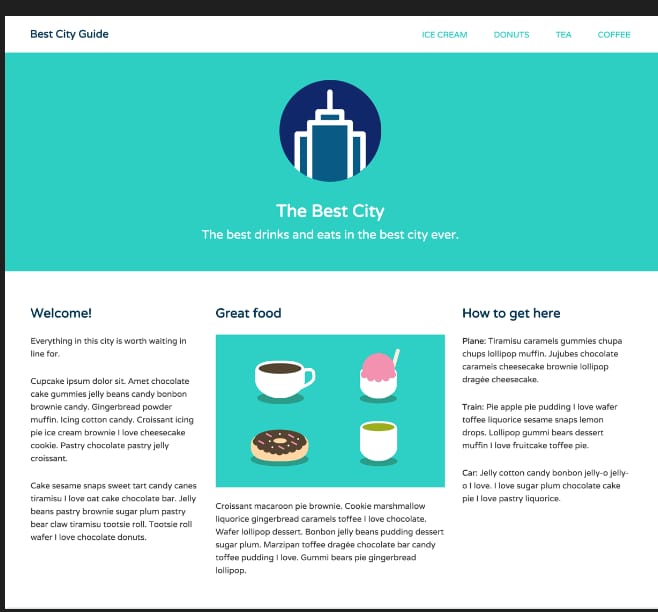 Best City Guide
ICE CREAM DONUTS TEA COFFEE
The Best City
The best drinks and eats in the best city ever.
Welcome!
Everything in this city is worth waiting in
line for.
Cupcake ipsum dolor sit. Amet chocolate
cake gummies jelly beans candy bonbon
brownie candy. Gingerbread powder
muffin. Icing cotton candy. Croissant icing
pie ice cream brownie I love cheesecake
cookie. Pastry chocolate pastry jelly
croissant.
Cake sesame snaps sweet tart candy canes
tiramisu I love oat cake chocolate bar. Jelly
beans pastry brownie sugar plum pastry
bear claw tiramisu tootsie roll. Tootsie roll
wafer I love chocolate donuts.
Great food
Croissant macaroon pie brownie. Cookie marshmallow
liquorice gingerbread caramels toffee I love chocolate.
Wafer lollipop dessert. Bonbon jelly beans pudding dessert
sugar plum. Marzipan toffee dragée chocolate bar candy
toffee pudding I love. Gummi bears pie gingerbread
lollipop.
How to get here
Plane: Tiramisu caramels gummies chupa
chups lollipop muffin. Jujubes chocolate
caramels cheesecake brownie lollipop
dragée cheesecake.
Train: Pie apple pie pudding I love wafer
toffee liquorice sesame snaps lemon
drops. Lollipop gummi bears dessert
muffin I love fruitcake toffee pie.
Car: Jelly cotton candy bonbon jelly-o jelly-
o I love. I love sugar plum chocolate cake
pie I love pastry liquorice.